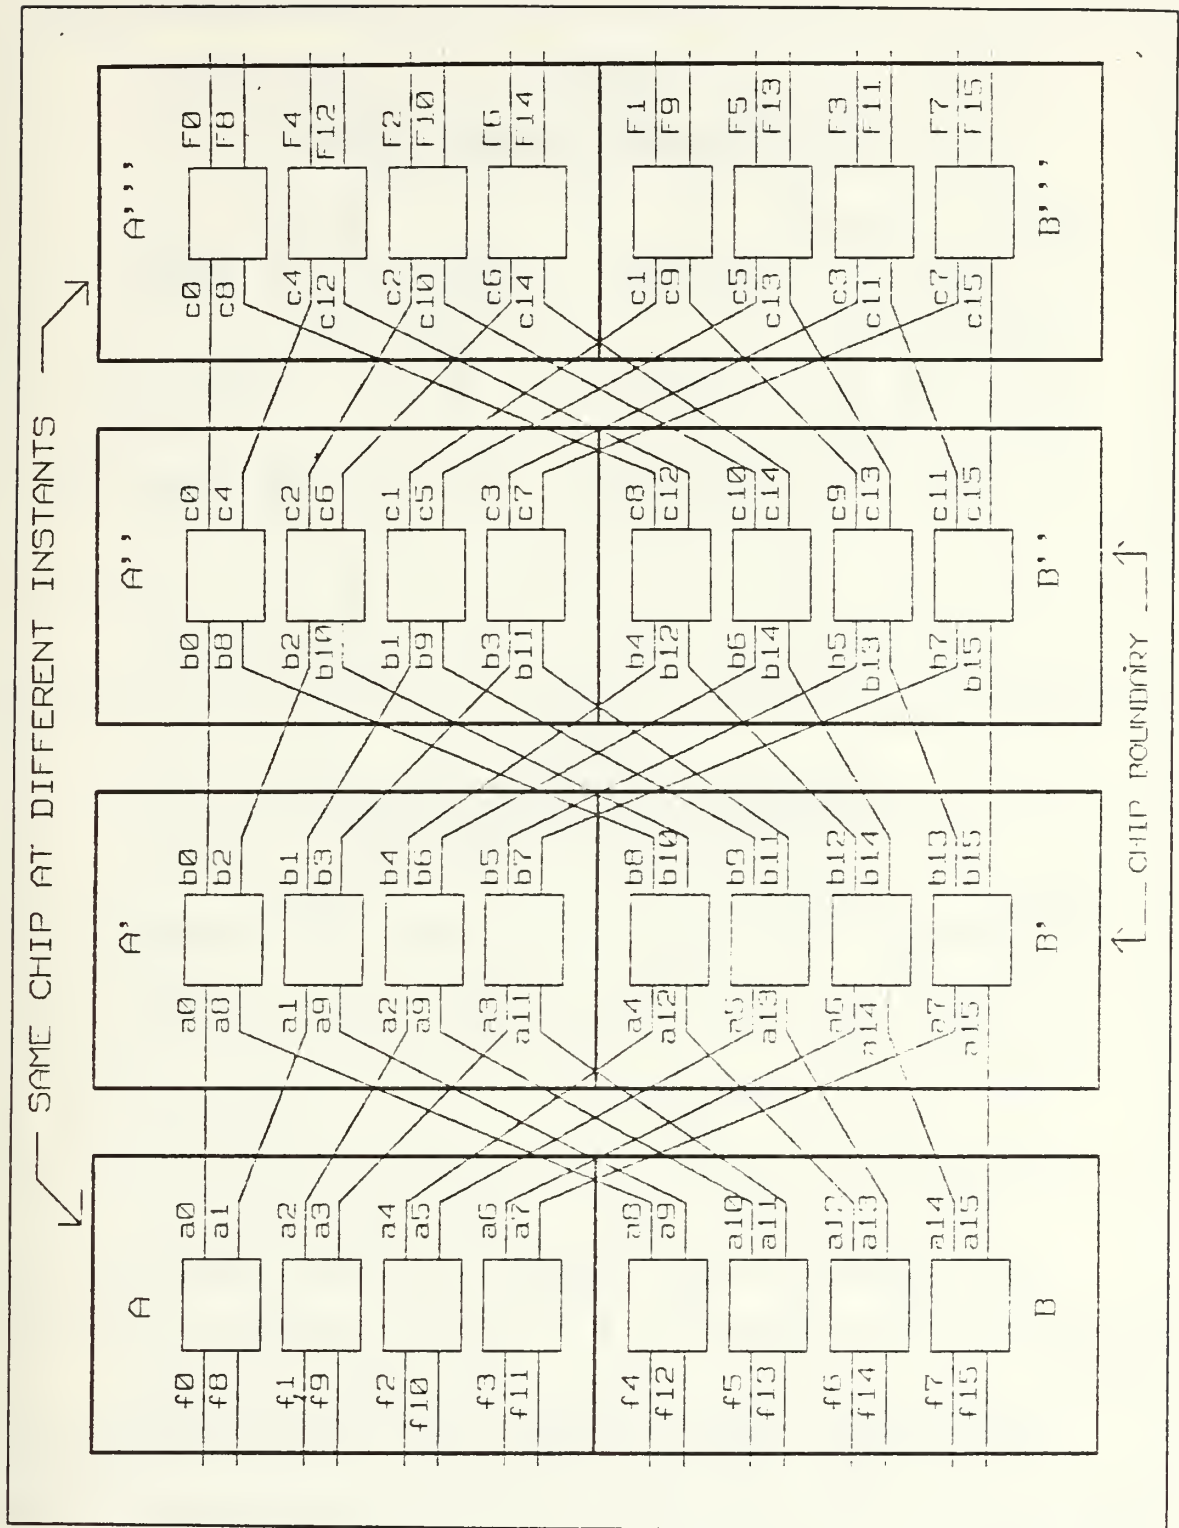 SAME CHIP AT DIFFERENT INSTANTS
A A' A'' A'''
f0 a0 a0 b0 b0 c0 c0 F0
f8 a1 a8 b2 b8 c4 c8 F8
f1 a2 a1 b1 b2 c2 c4 F4
f9 a3 a9 b3 b10 c6 c12 F12
f2 a4 a2 b4 b1 c1 c2 F2
f10 a5 a9 b6 b9 c5 c10 F10
f3 a6 a3 b5 b3 c3 c6 F6
f11 a7 a11 b7 b11 c7 c14 F14
f4 a8 a4 b8 b4 c8 c1 F1
f12 a9 a12 b10 b12 c12 c9 F9
f5 a10 a5 b9 b6 c10 c5 F5
f13 a11 a13 b11 b14 c14 c13 F13
f6 a12 a6 b12 b5 c9 c3 F3
f14 a13 a14 b14 b13 c13 c11 F11
f7 a14 a7 b13 b7 c11 c7 F7
f15 a15 a15 b15 b15 c15 c15 F15
B B' B'' B'''
CHIP BOUNDARY